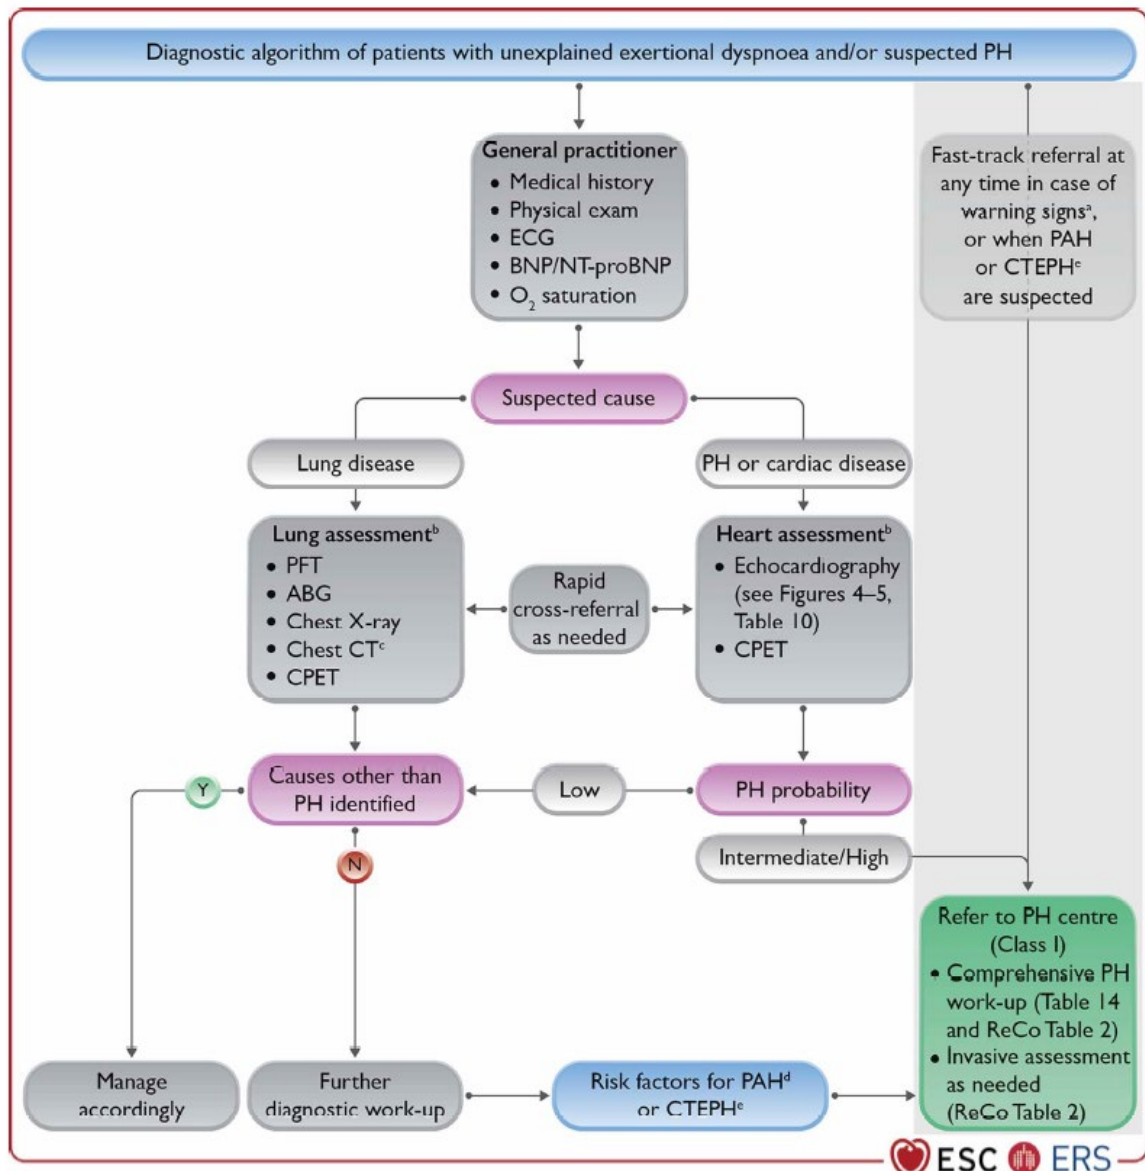 Diagnostic algorithm of patients with unexplained exertional dyspnoea and/or suspected PH
General practitioner
• Medical history
• Physical exam
• ECG
• BNP/NT-proBNP
• O₂ saturation
Fast-track referral at
any time in case of
warning signsᵃ,
or when PAH
or CTEPHᵉ
are suspected
Suspected cause
Lung disease
PH or cardiac disease
Lung assessmentᵇ
• PFT
• ABG
• Chest X-ray
• Chest CTᶜ
• CPET
Rapid
cross-referral
as needed
Heart assessmentᵇ
• Echocardiography
(see Figures 4–5,
Table 10)
• CPET
Y
Causes other than
PH identified
Low
PH probability
N
Intermediate/High
Refer to PH centre
(Class I)
• Comprehensive PH
work-up (Table 14
and ReCo Table 2)
• Invasive assessment
as needed
(ReCo Table 2)
Manage
accordingly
Further
diagnostic work-up
Risk factors for PAHᵈ
or CTEPHᵉ
ESC ERS